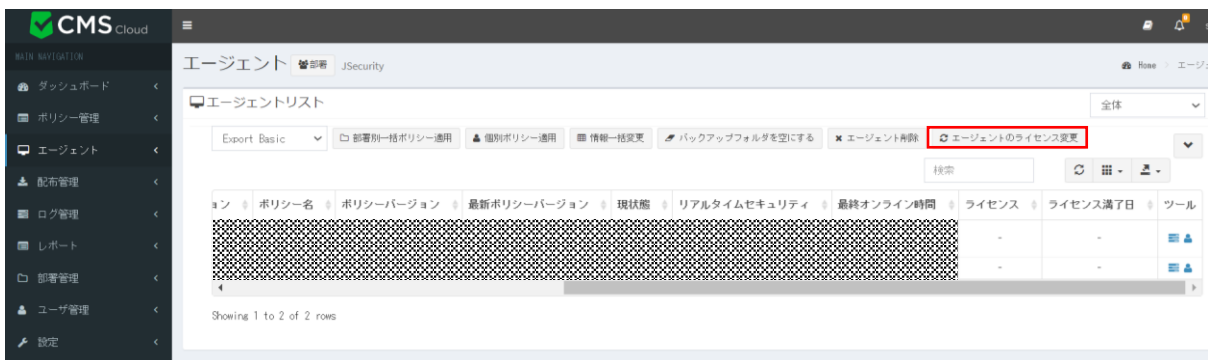 CMS Cloud
MAIN NAVIGATION
エージェント 部署 JSecurity
Home エージ
ダッシュボード
エージェントリスト
全体
ポリシー管理
Export Basic 部署別一括ポリシー適用 個別ポリシー適用 情報一括変更 バックアップフォルダを空にする エージェント削除 エージェントのライセンス変更
エージェント
検索
配布管理
ョン ポリシー名 ポリシーバージョン 最新ポリシーバージョン 現状態 リアルタイムセキュリティ 最終オンライン時間 ライセンス ライセンス満了日 ツール
ログ管理
- -
レポート
- -
部署管理
Showing 1 to 2 of 2 rows
ユーザ管理
設定